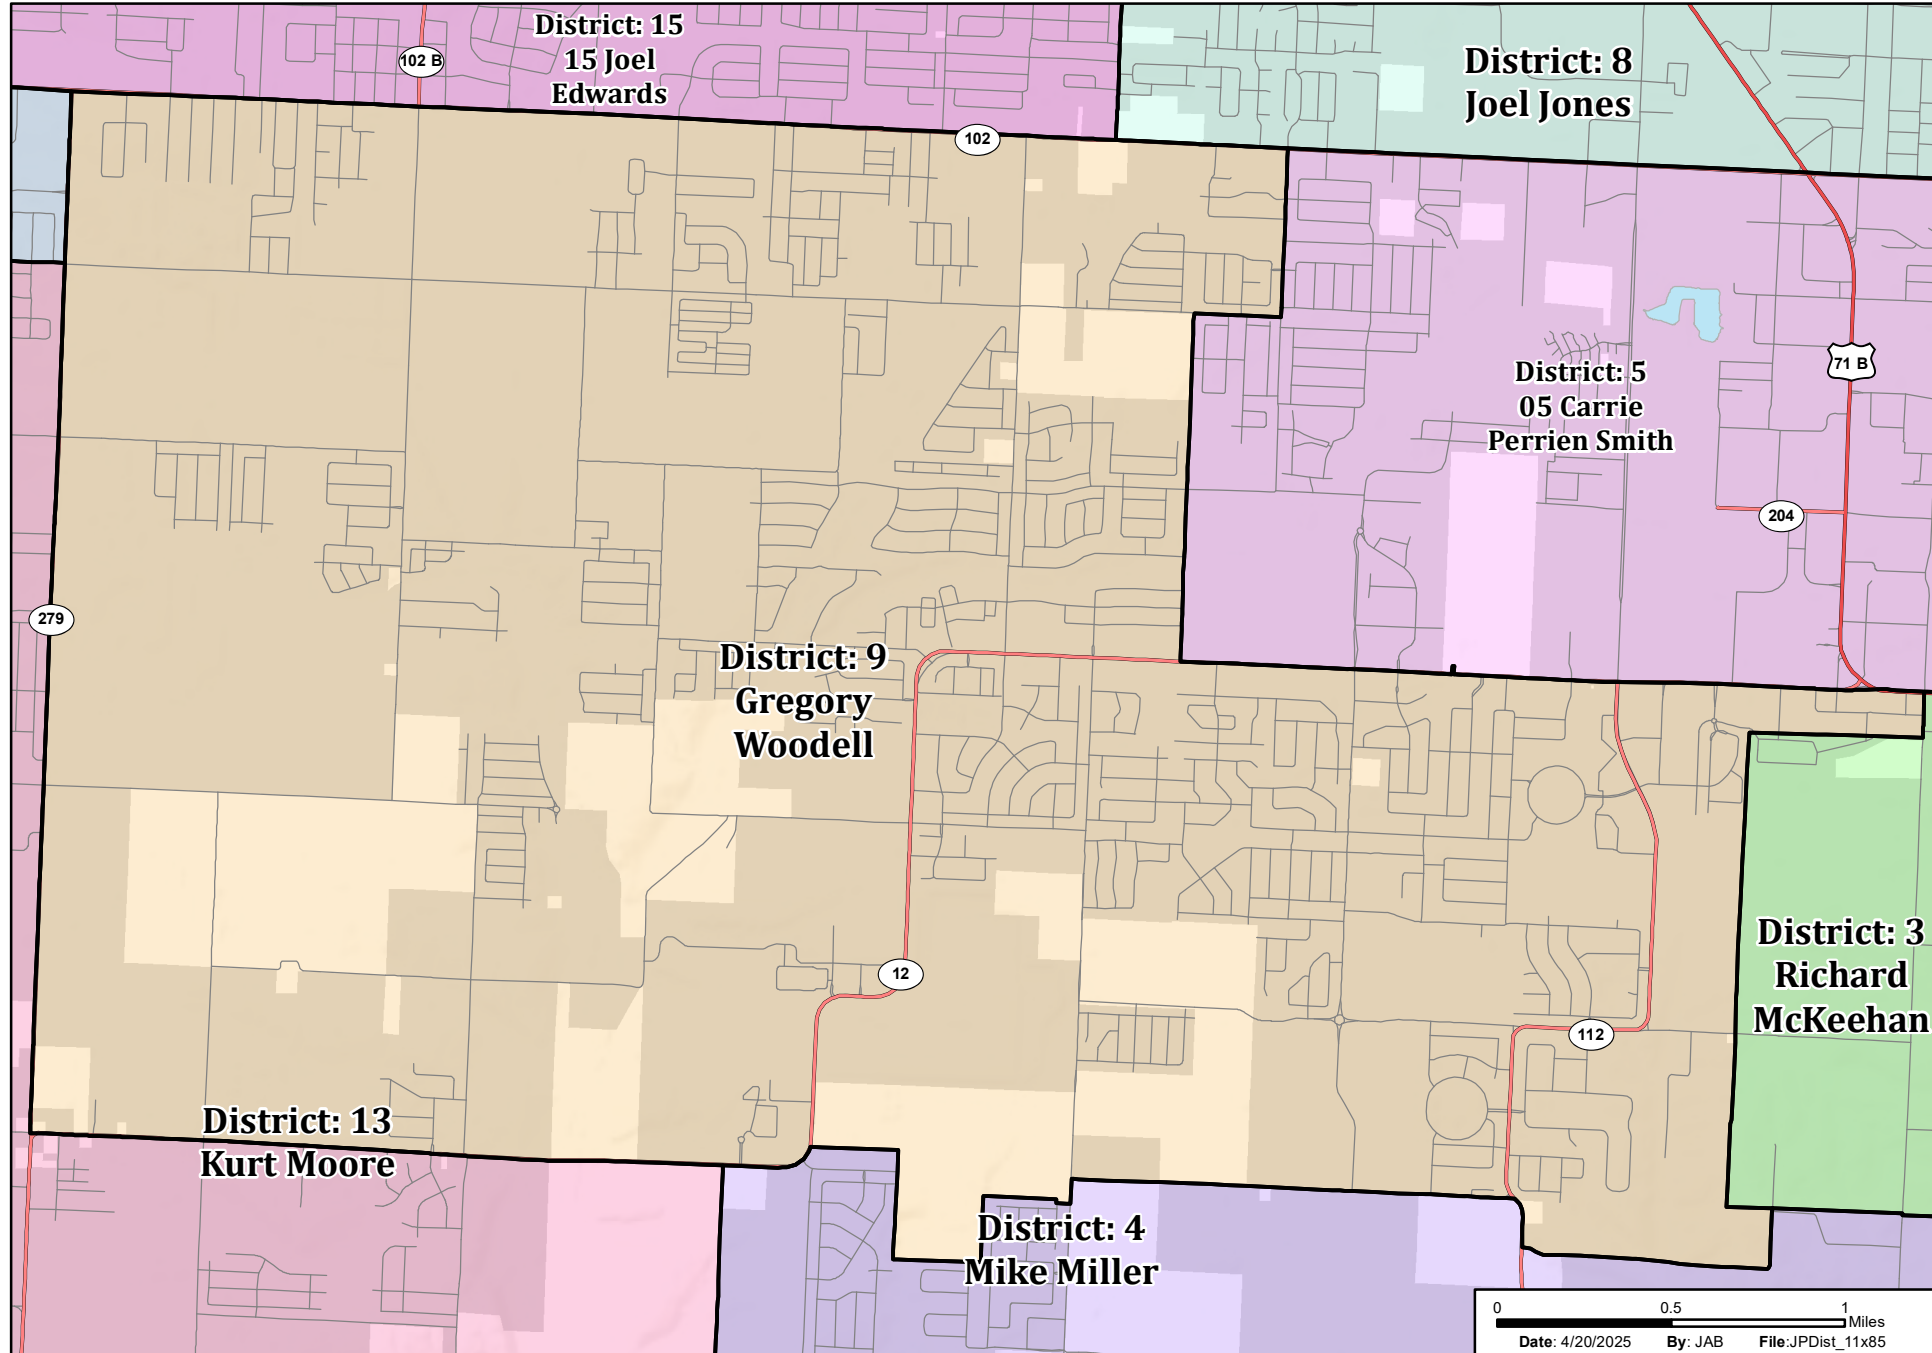 District: 15
15 Joel
Edwards
102 B
District: 8
Joel Jones
102
71 B
District: 5
05 Carrie
Perrien Smith
204
279
District: 9
Gregory
Woodell
12
District: 3
Richard
McKeehan
112
District: 13
Kurt Moore
District: 4
Mike Miller
0 0.5 1
Miles
Date: 4/20/2025 By: JAB File:JPDist_11x85